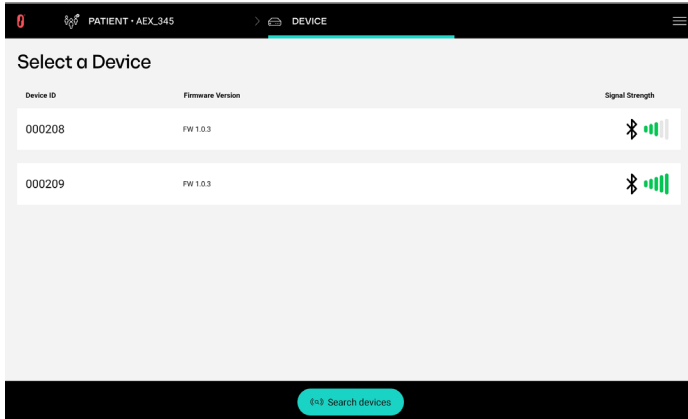 PATIENT • AEX_345 > DEVICE
Select a Device
Device ID Firmware Version Signal Strength
000208 FW 1.0.3
000209 FW 1.0.3
Search devices